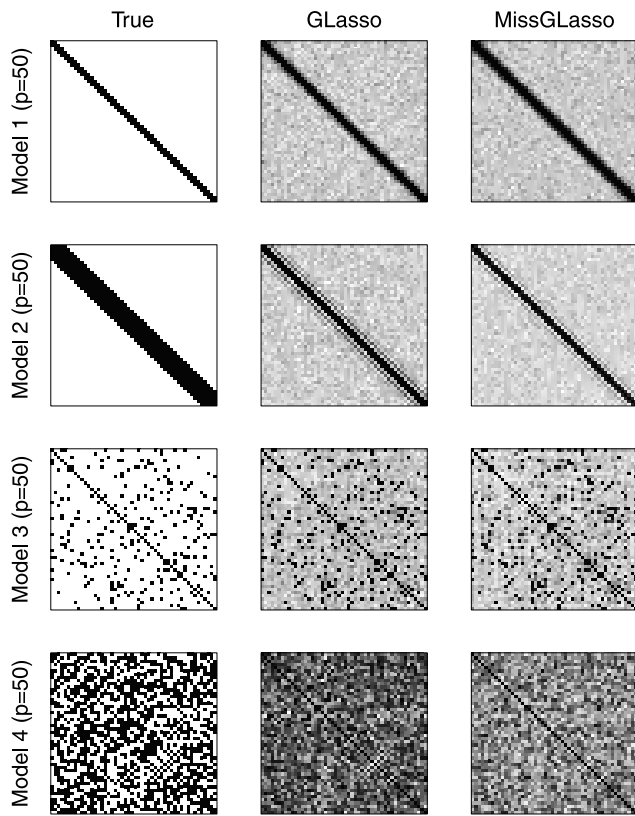 True
GLasso
MissGLasso
Model 1 (p=50)
Model 2 (p=50)
Model 3 (p=50)
Model 4 (p=50)